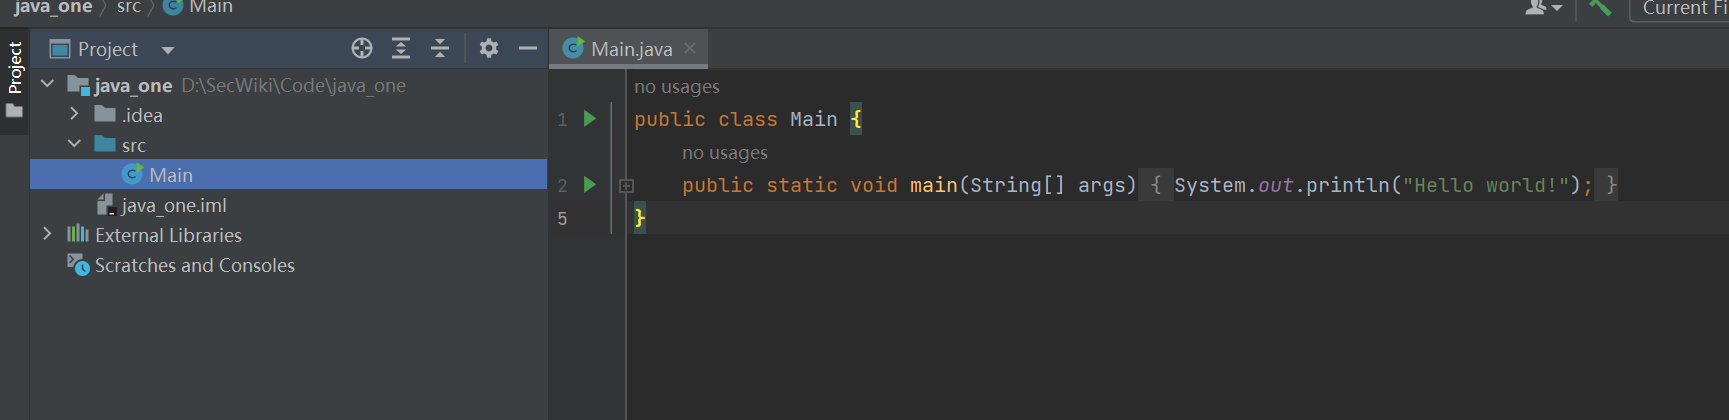 java_one src Main
Current Fi
Project
Project
Main.java
java_one D:\SecWiki\Code\java_one
.idea
src
Main
java_one.iml
External Libraries
Scratches and Consoles
no usages
1 public class Main {
no usages
2 public static void main(String[] args) { System.out.println("Hello world!"); }
5 }